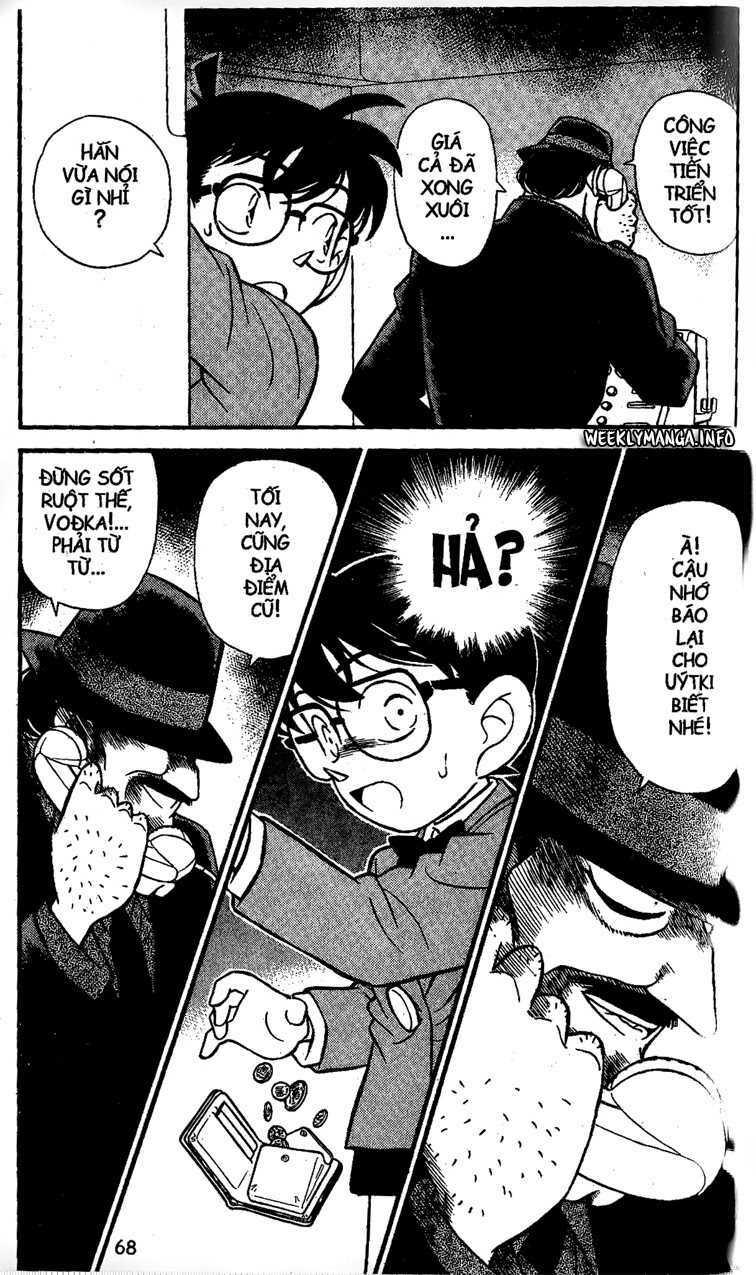 CÔNG
VIỆC
TIẾN
TRIỂN
TỐT!
GIÁ
CẢ ĐÃ
XONG
XUÔI
...
HẮN
VỪA NÓI
GÌ NHỈ
?
WEEKLYMANGA.INFO
À!
CẬU
NHỚ
BÁO
LẠI
CHO
UÝTKI
BIẾT
NHÉ!
HẢ?
TỐI
NAY,
CŨNG
ĐỊA
ĐIỂM
CŨ!
ĐỪNG SỐT
RUỘT THẾ,
VOĐKA!...
PHẢI TỪ
TỪ...
68